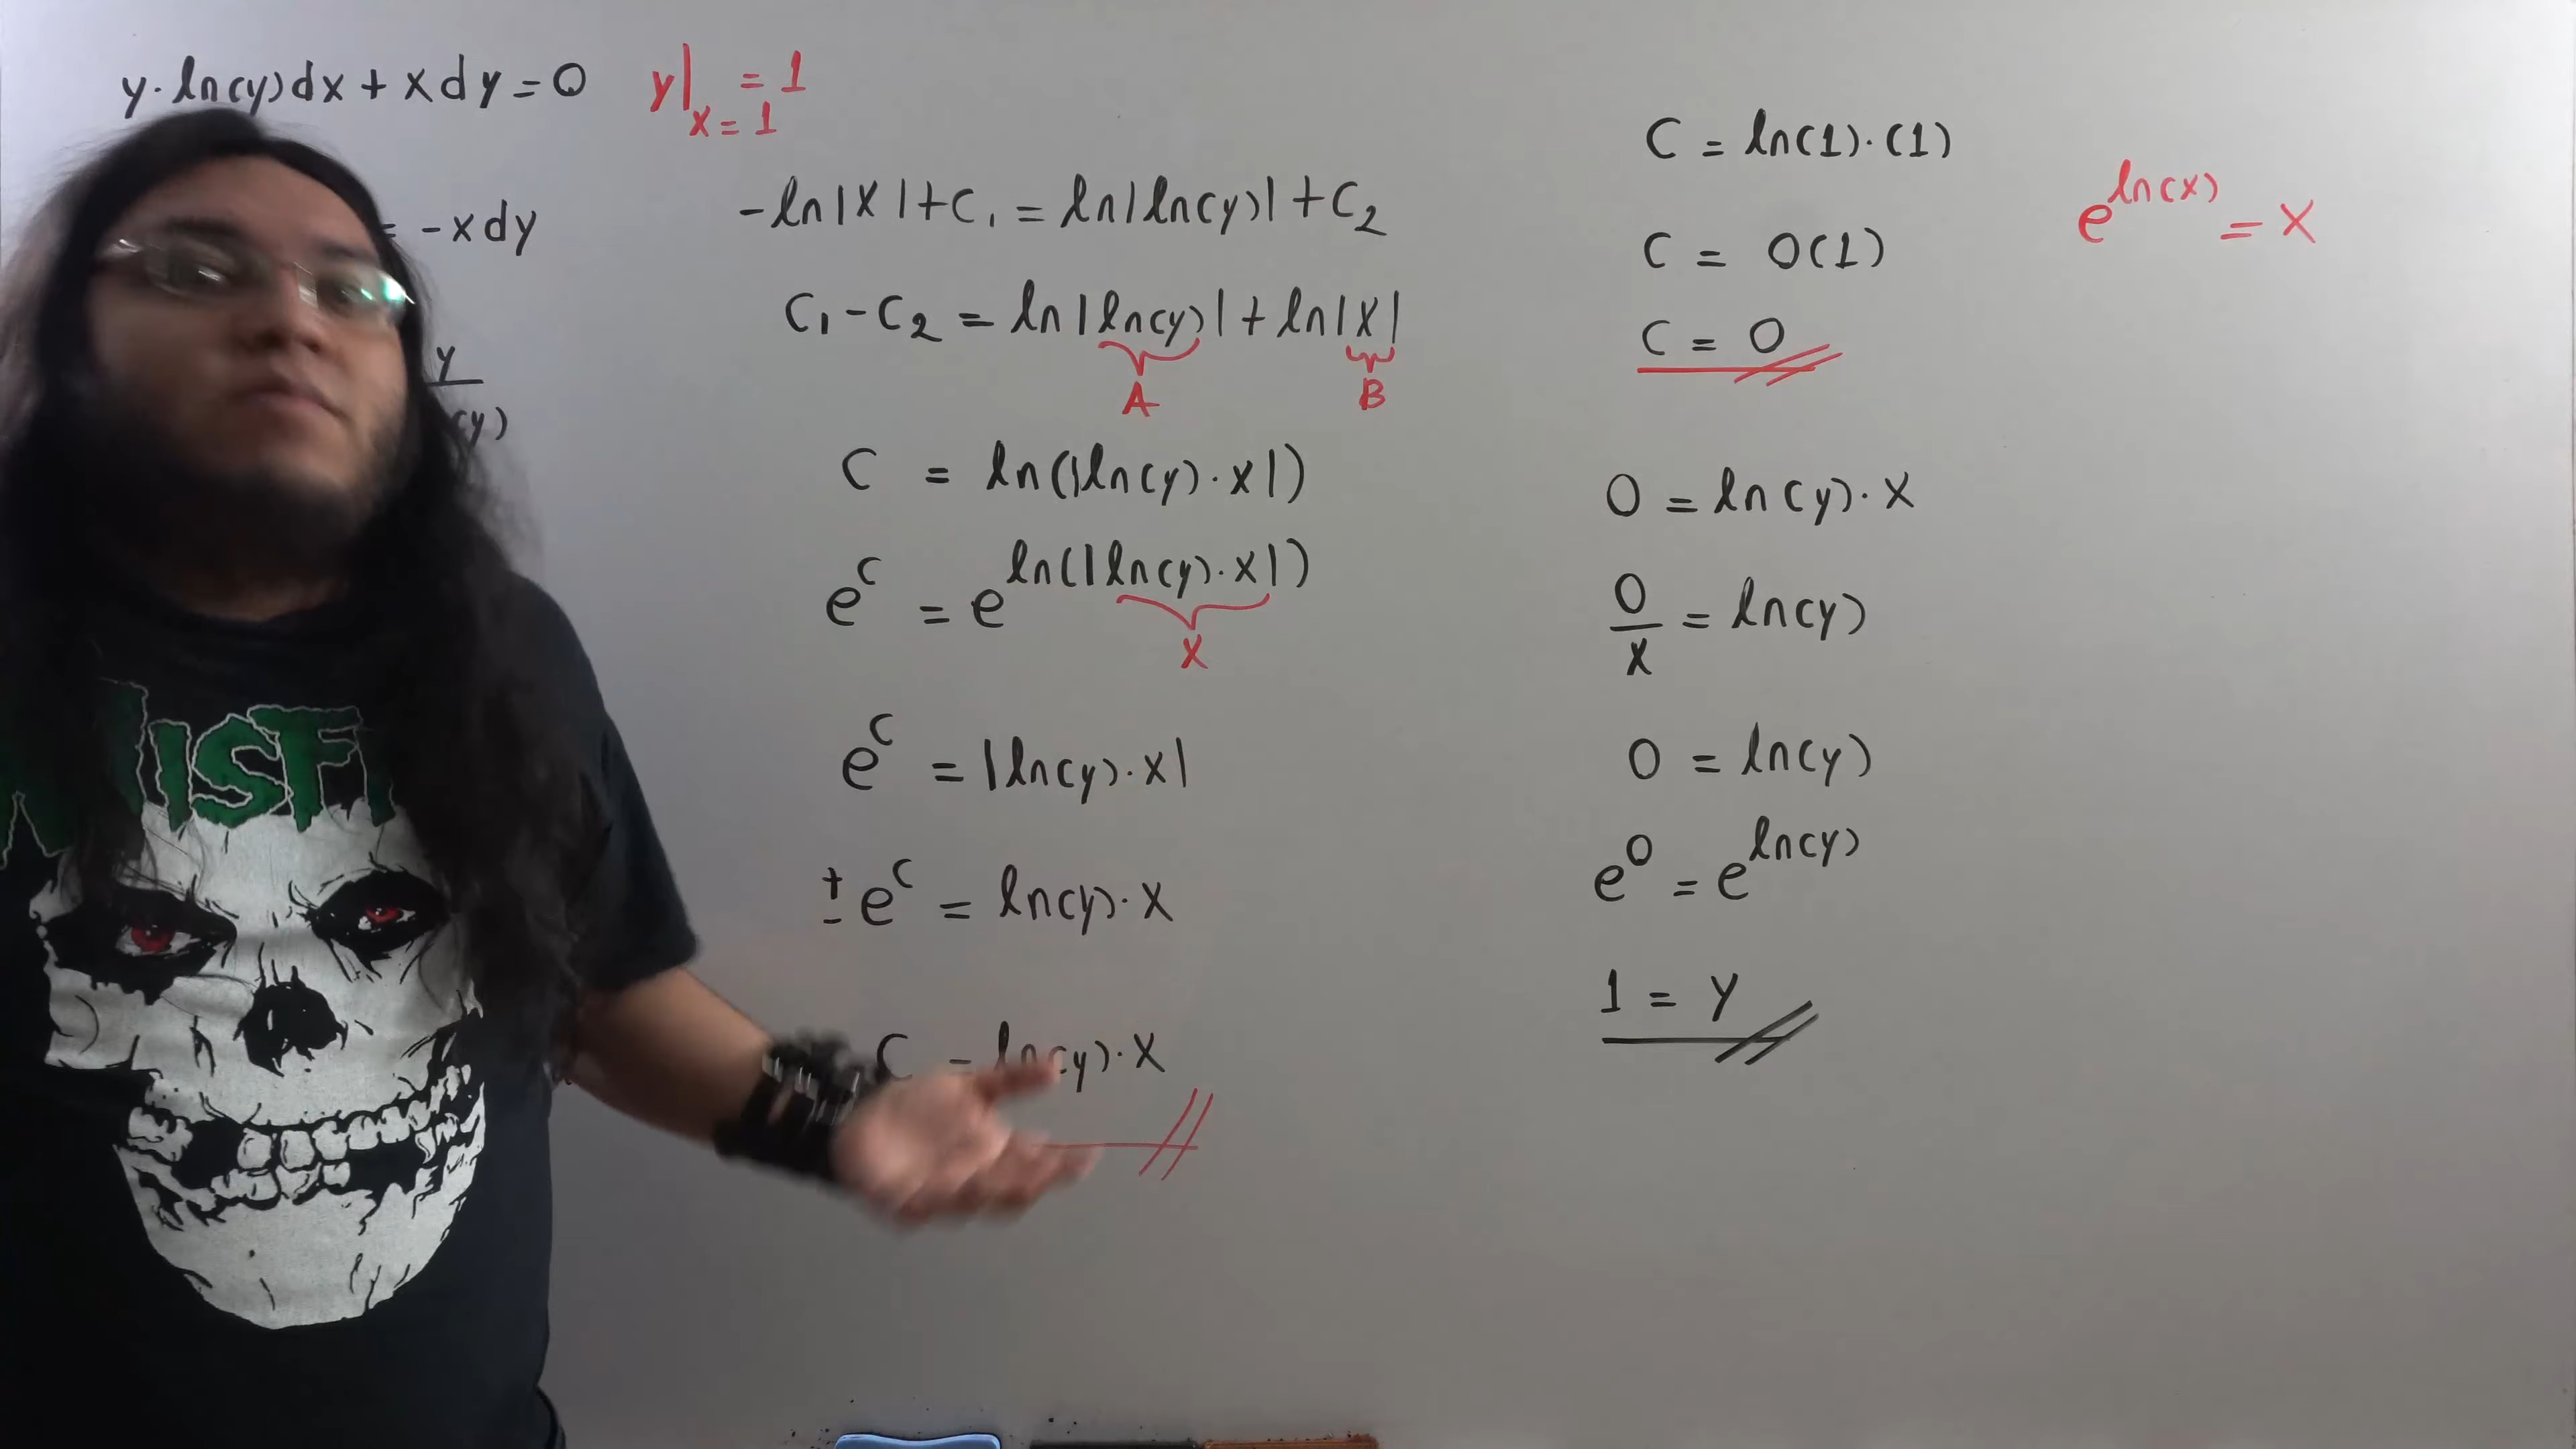 y·ln(y)dx + xdy = 0
y|x=1 = 1
= -xdy
y
(y)
-ln|x|+C₁ = ln|ln(y)|+C₂
C₁-C₂ = ln|ln(y)|+ln|x|
A B
C = ln(|ln(y)·x|)
e^C = e^ln(|ln(y)·x|)
x
e^C = |ln(y)·x|
±e^C = ln(y)·x
C = ln(y)·x
C = ln(1)·(1)
C = 0(1)
C = 0
0 = ln(y)·x
0/x = ln(y)
0 = ln(y)
e^0 = e^ln(y)
1 = y
e^ln(x) = x
MISF